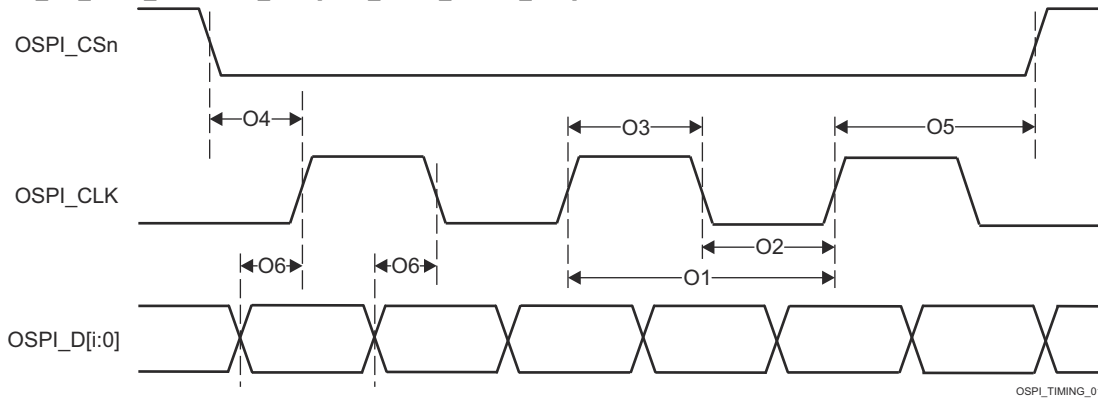 OSPI_CSn
O4
O3
O5
OSPI_CLK
O2
O6
O6
O1
OSPI_D[i:0]
OSPI_TIMING_0